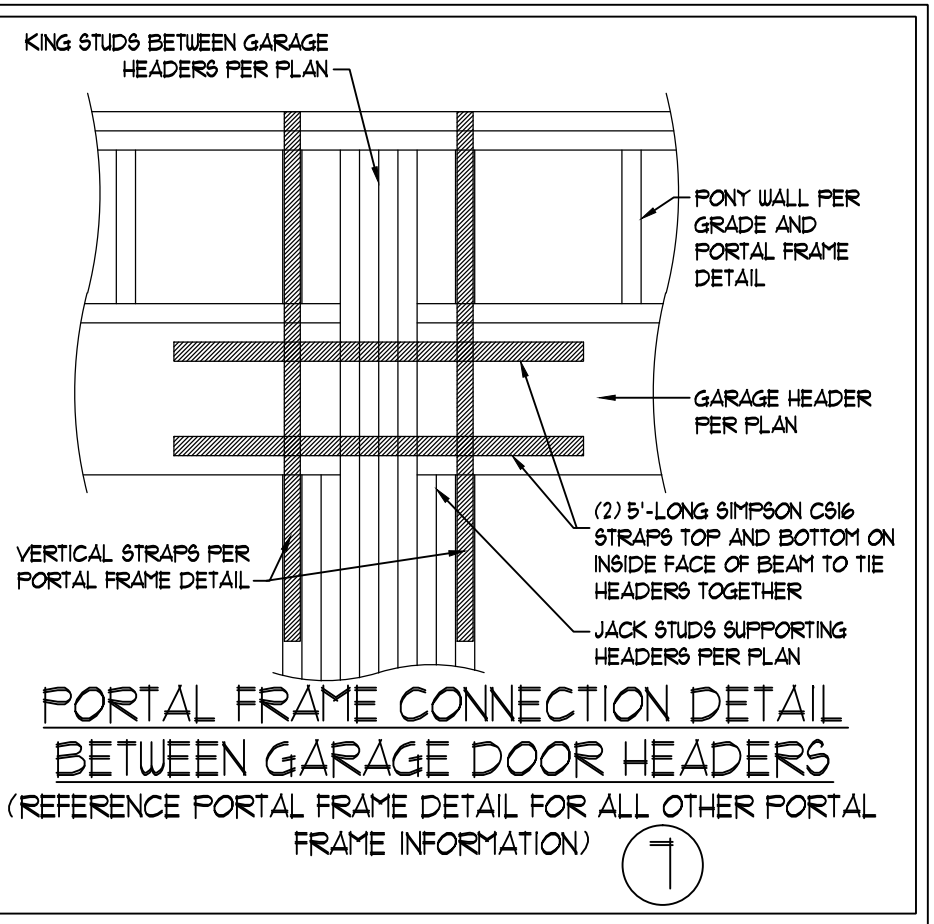 KING STUDS BETWEEN GARAGE
HEADERS PER PLAN
PONY WALL PER
GRADE AND
PORTAL FRAME
DETAIL
GARAGE HEADER
PER PLAN
(2) 5'-LONG SIMPSON CS16
STRAPS TOP AND BOTTOM ON
INSIDE FACE OF BEAM TO TIE
HEADERS TOGETHER
VERTICAL STRAPS PER
PORTAL FRAME DETAIL
JACK STUDS SUPPORTING
HEADERS PER PLAN
PORTAL FRAME CONNECTION DETAIL
BETWEEN GARAGE DOOR HEADERS
(REFERENCE PORTAL FRAME DETAIL FOR ALL OTHER PORTAL
FRAME INFORMATION)
7